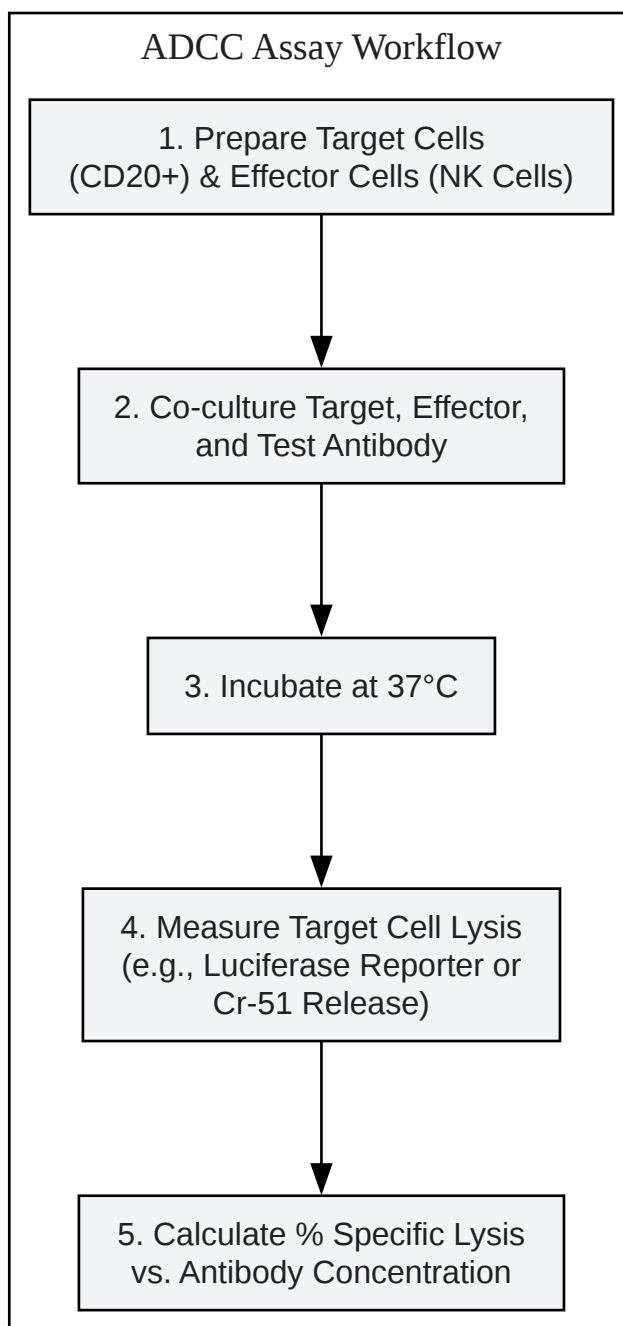 ADCC Assay Workflow
1. Prepare Target Cells
(CD20+) & Effector Cells (NK Cells)
2. Co-culture Target, Effector,
and Test Antibody
3. Incubate at 37°C
4. Measure Target Cell Lysis
(e.g., Luciferase Reporter or
Cr-51 Release)
5. Calculate % Specific Lysis
vs. Antibody Concentration